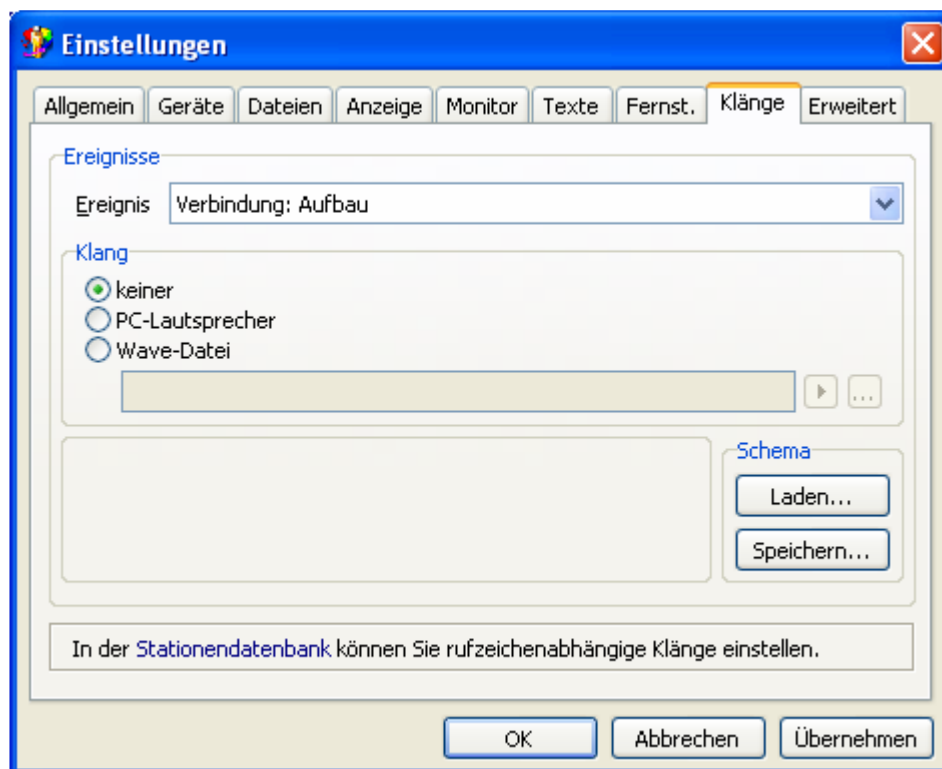 Einstellungen
Allgemein Geräte Dateien Anzeige Monitor Texte Fernst. Klänge Erweitert
Ereignisse
Ereignis Verbindung: Aufbau
Klang
keiner
PC-Lautsprecher
Wave-Datei
...
Schema
Laden...
Speichern...
In der Stationendatenbank können Sie rufzeichenabhängige Klänge einstellen.
OK Abbrechen Übernehmen